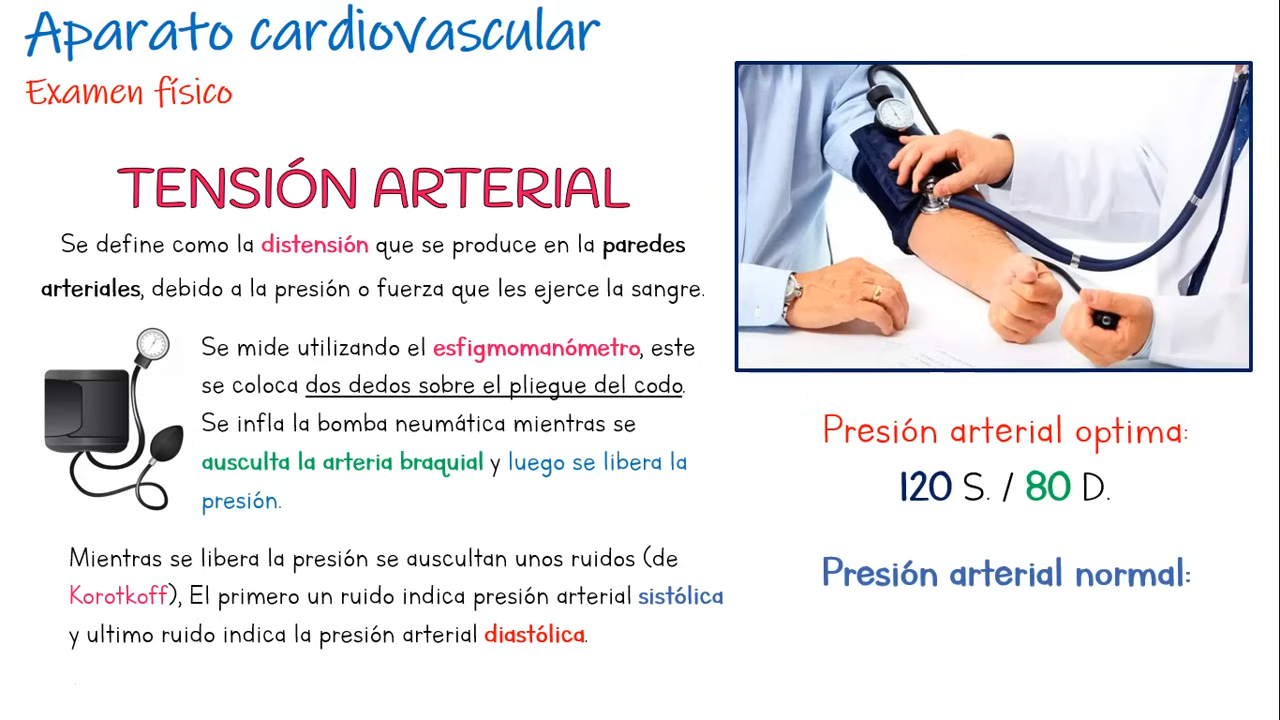 Aparato cardiovascular
Examen físico
TENSIÓN ARTERIAL
Se define como la distensión que se produce en la paredes
arteriales, debido a la presión o fuerza que les ejerce la sangre.
Se mide utilizando el esfigmomanómetro, este
se coloca dos dedos sobre el pliegue del codo.
Se infla la bomba neumática mientras se
ausculta la arteria braquial y luego se libera la
presión.
Mientras se libera la presión se auscultan unos ruidos (de
Korotkoff), El primero un ruido indica presión arterial sistólica
y ultimo ruido indica la presión arterial diastólica.
Presión arterial optima:
120 S. / 80 D.
Presión arterial normal: